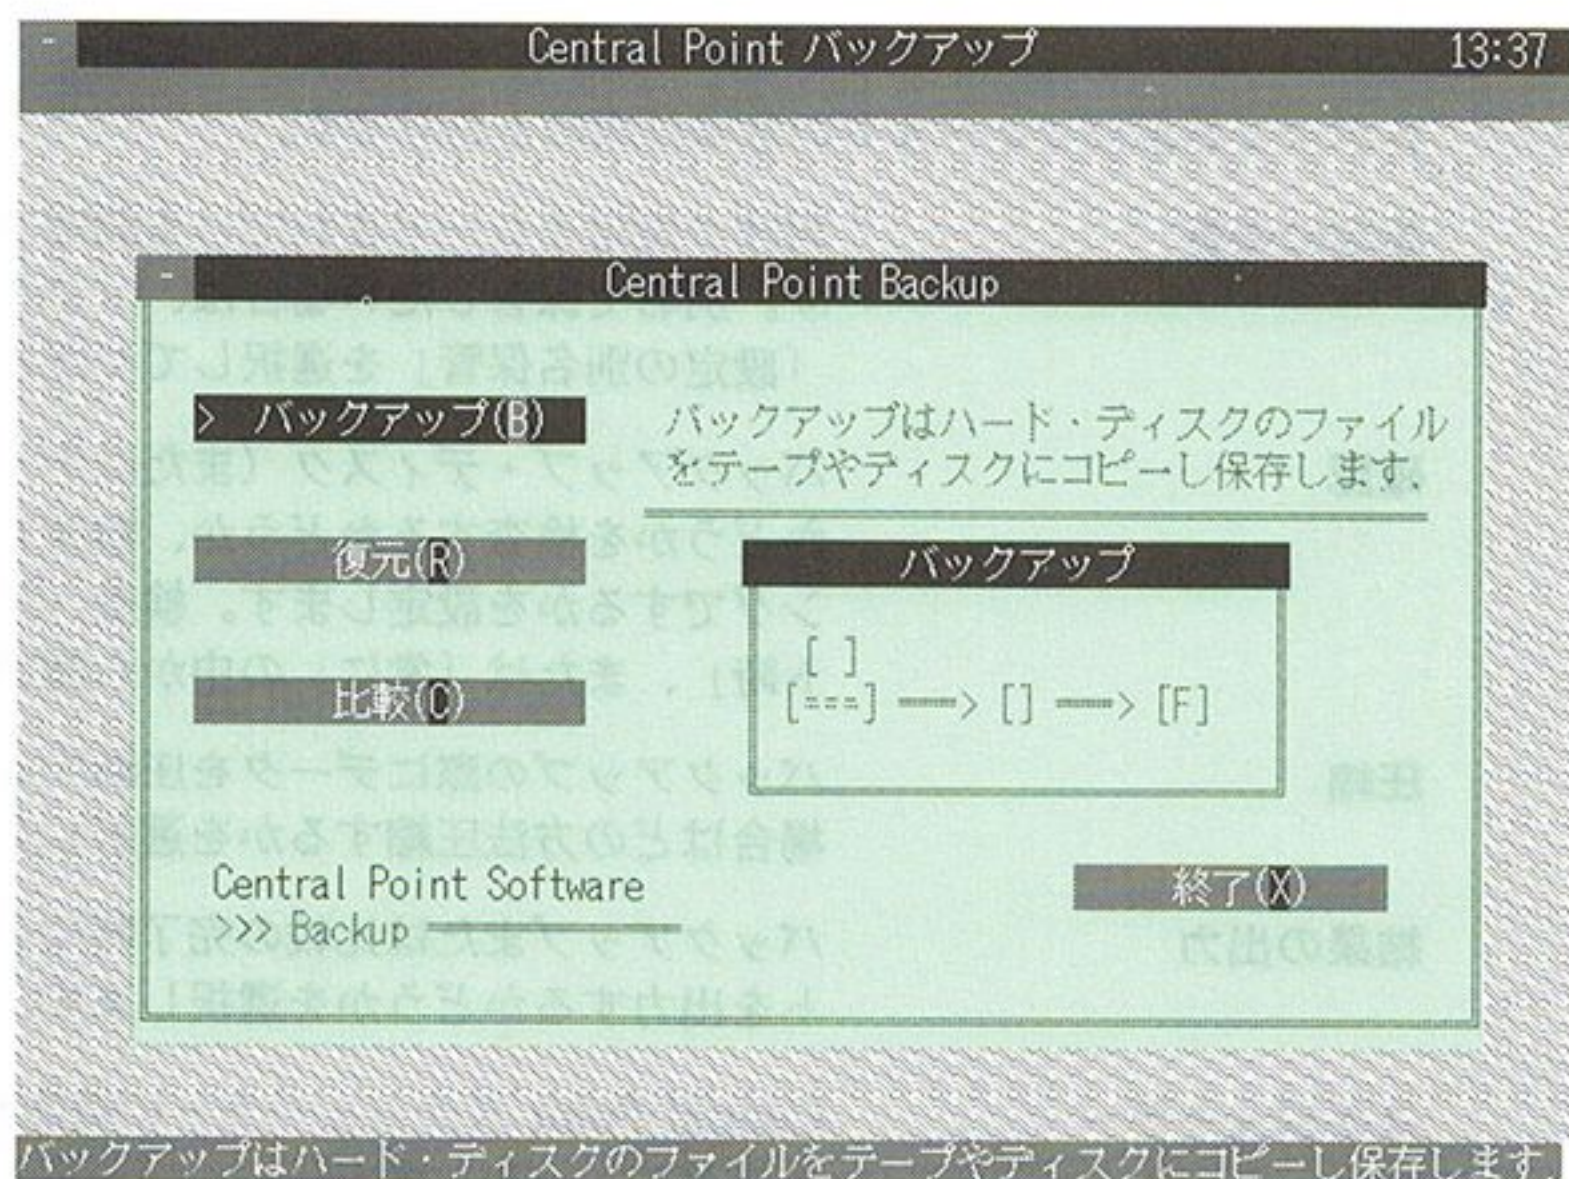 - Central Point バックアップ 13:37
- Central Point Backup
> バックアップ(B)
バックアップはハード・ディスクのファイル
をテープやディスクにコピーし保存します.
復元(R)
バックアップ
[ ]
[===] ──> [] ──> [F]
比較(C)
Central Point Software
>>> Backup
終了(X)
バックアップはハード・ディスクのファイルをテープやディスクにコピーし保存します.